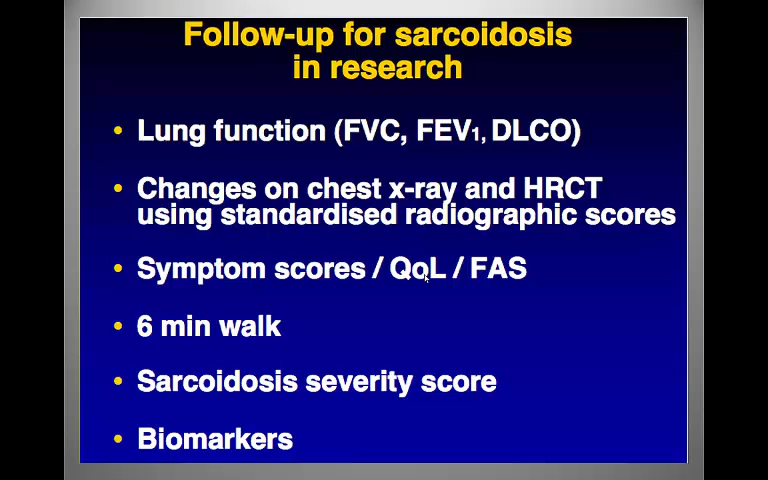 Follow-up for sarcoidosis
in research
• Lung function (FVC, FEV1, DLCO)
• Changes on chest x-ray and HRCT
using standardised radiographic scores
• Symptom scores / QoL / FAS
• 6 min walk
• Sarcoidosis severity score
• Biomarkers